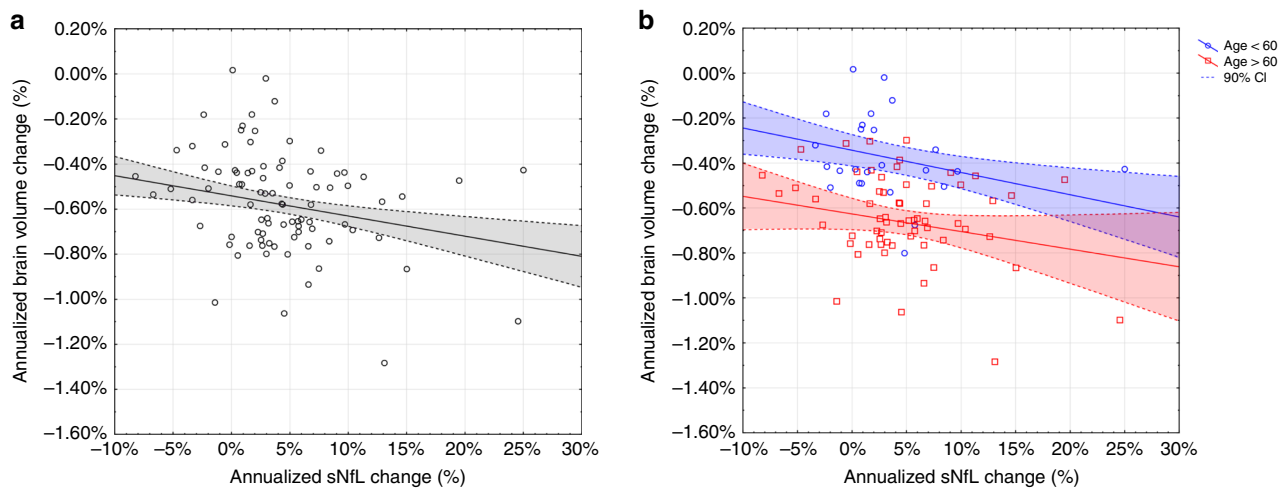 a
0.20%
0.00%
−0.20%
−0.40%
−0.60%
−0.80%
−1.00%
−1.20%
−1.40%
−1.60%
Annualized brain volume change (%)
−10% −5% 0% 5% 10% 15% 20% 25% 30%
Annualized sNfL change (%)
b
0.20%
0.00%
−0.20%
−0.40%
−0.60%
−0.80%
−1.00%
−1.20%
−1.40%
−1.60%
Annualized brain volume change (%)
−10% −5% 0% 5% 10% 15% 20% 25% 30%
Annualized sNfL change (%)
Age < 60
Age > 60
90% CI